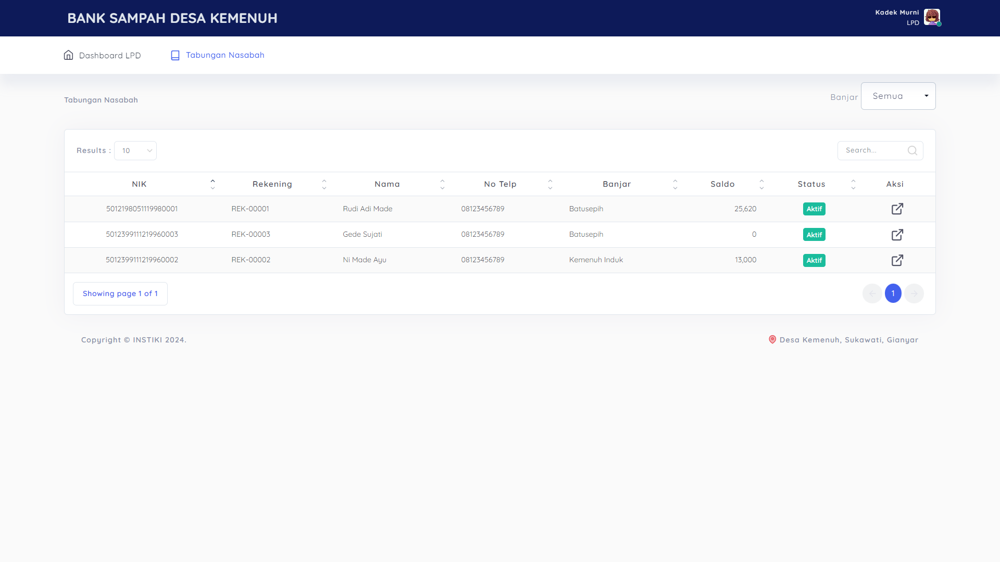 BANK SAMPAH DESA KEMENUH
Kadek Murni
LPD
Dashboard LPD
Tabungan Nasabah
Tabungan Nasabah
Banjar Semua
Results : 10
Search...
NIK Rekening Nama No Telp Banjar Saldo Status Aksi
5012198051119980001 REK-00001 Rudi Adi Made 08123456789 Batusepih 25,620 Aktif
5012399111219960003 REK-00003 Gede Sujati 08123456789 Batusepih 0 Aktif
5012399111219960002 REK-00002 Ni Made Ayu 08123456789 Kemenuh Induk 13,000 Aktif
Showing page 1 of 1
1
Copyright © INSTIKI 2024.
Desa Kemenuh, Sukawati, Gianyar